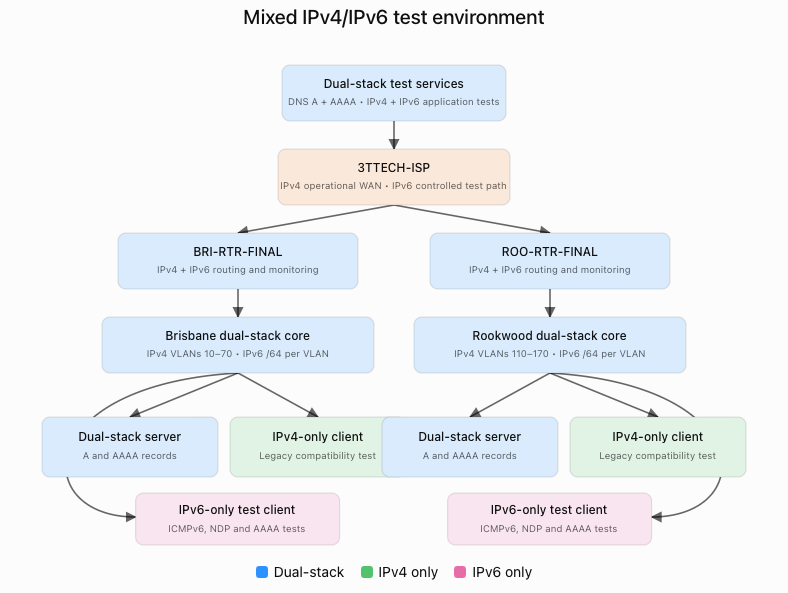 Mixed IPv4/IPv6 test environment
Dual-stack test services
DNS A + AAAA • IPv4 + IPv6 application tests
3TTECH-ISP
IPv4 operational WAN • IPv6 controlled test path
BRI-RTR-FINAL
IPv4 + IPv6 routing and monitoring
ROO-RTR-FINAL
IPv4 + IPv6 routing and monitoring
Brisbane dual-stack core
IPv4 VLANs 10–70 • IPv6 /64 per VLAN
Rookwood dual-stack core
IPv4 VLANs 110–170 • IPv6 /64 per VLAN
Dual-stack server
A and AAAA records
IPv4-only client
Legacy compatibility test
Dual-stack server
A and AAAA records
IPv4-only client
Legacy compatibility test
IPv6-only test client
ICMPv6, NDP and AAAA tests
IPv6-only test client
ICMPv6, NDP and AAAA tests
Dual-stack
IPv4 only
IPv6 only